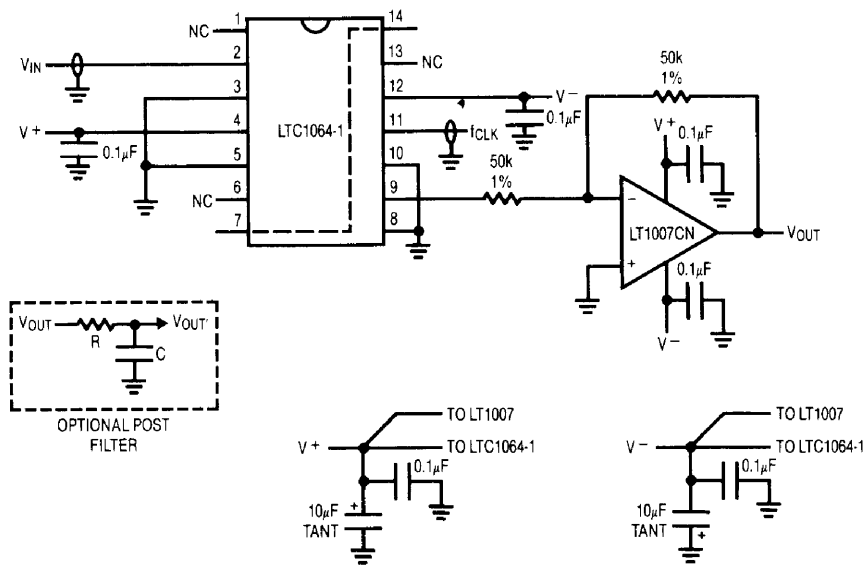 1
14
NC
2
13
NC
VIN
3
12
V−
V+
4
LTC1064-1
11
fCLK
0.1µF
0.1µF
5
10
50k
1%
6
9
NC
7
8
50k
1%
V+
0.1µF
−
LT1007CN
VOUT
+
0.1µF
V−
VOUT
R
VOUT'
C
OPTIONAL POST
FILTER
TO LT1007
V+
TO LTC1064-1
0.1µF
10µF
TANT
+
TO LT1007
V−
TO LTC1064-1
0.1µF
10µF
TANT
+